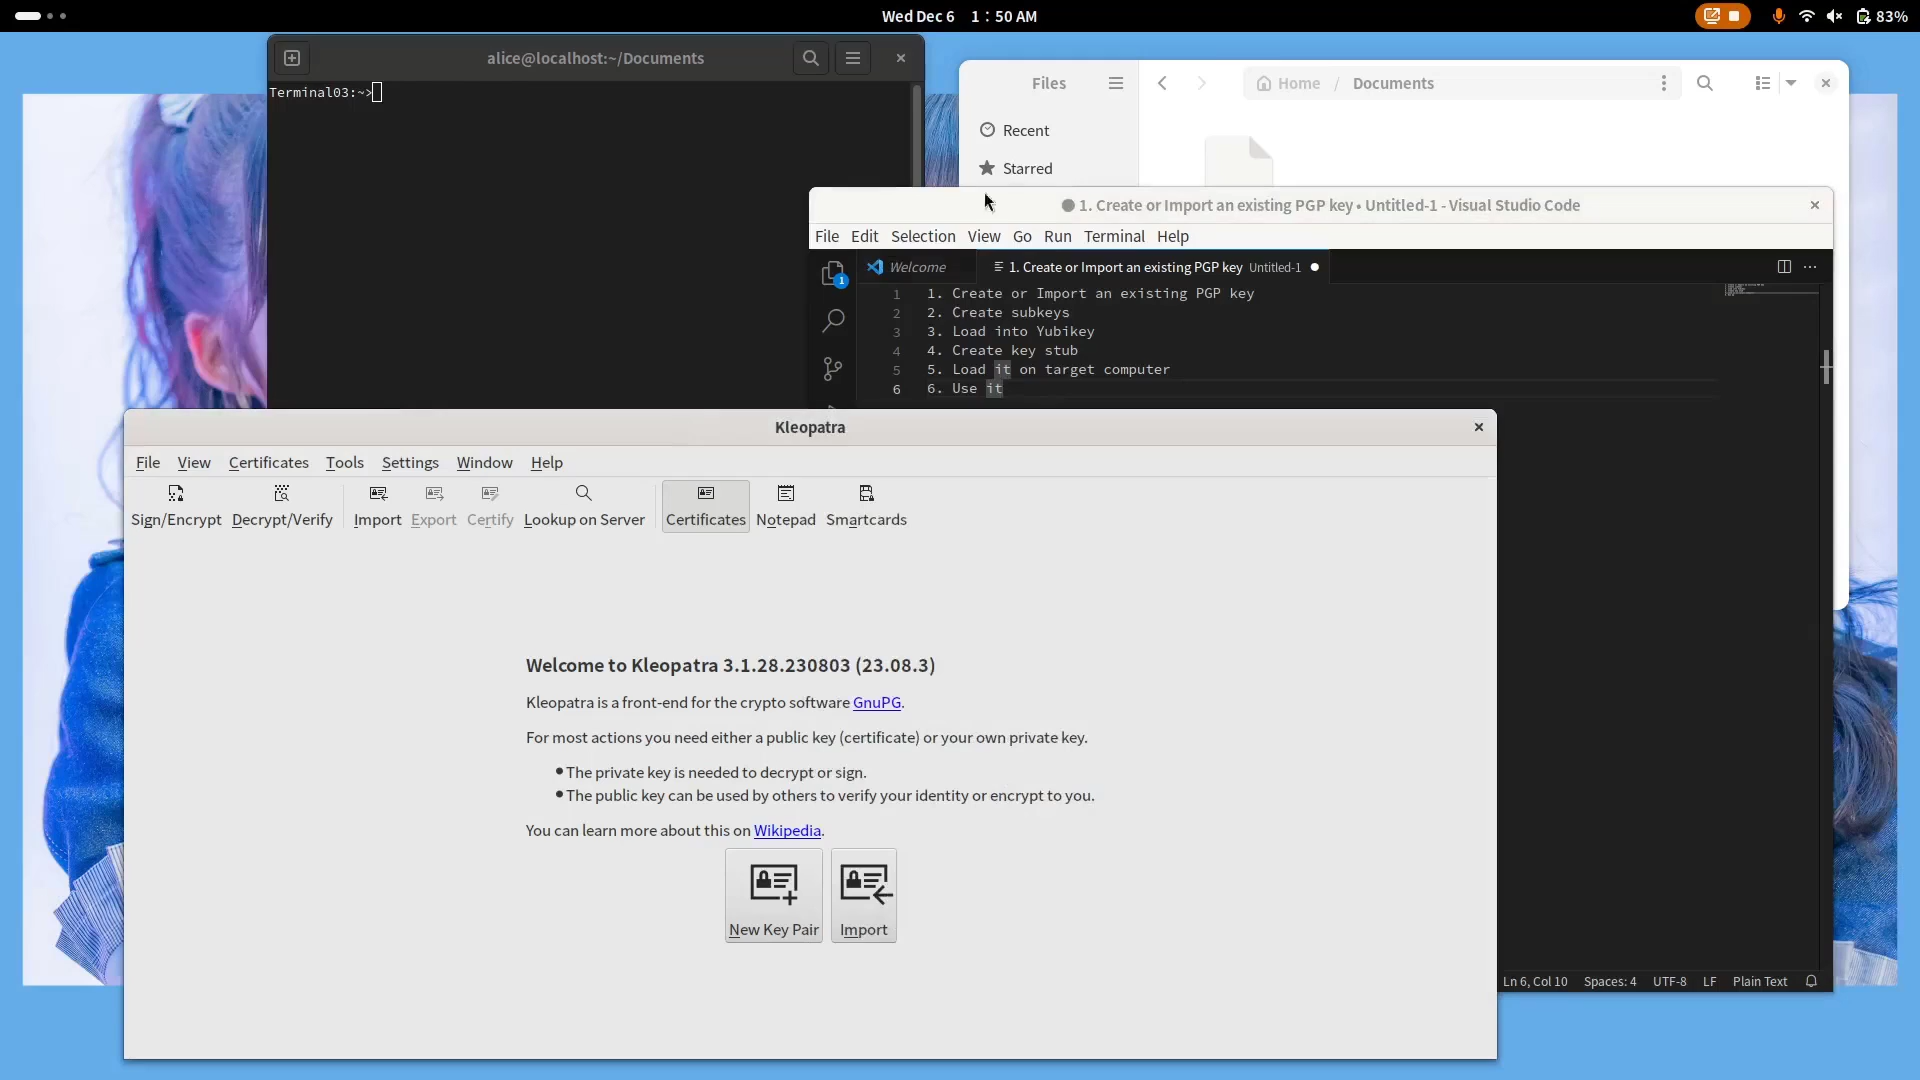 Wed Dec 6 1:50 AM
83%
alice@localhost:~/Documents
Terminal03:~>
Files
Home / Documents
Recent
Starred
1. Create or Import an existing PGP key • Untitled-1 - Visual Studio Code
File Edit Selection View Go Run Terminal Help
1
Welcome
1. Create or Import an existing PGP key Untitled-1
1 1. Create or Import an existing PGP key
2 2. Create subkeys
3 3. Load into Yubikey
4 4. Create key stub
5 5. Load it on target computer
6 6. Use it
Kleopatra
File View Certificates Tools Settings Window Help
Sign/Encrypt Decrypt/Verify Import Export Certify Lookup on Server Certificates Notepad Smartcards
Welcome to Kleopatra 3.1.28.230803 (23.08.3)
Kleopatra is a front-end for the crypto software GnuPG.
For most actions you need either a public key (certificate) or your own private key.
• The private key is needed to decrypt or sign.
• The public key can be used by others to verify your identity or encrypt to you.
You can learn more about this on Wikipedia.
New Key Pair Import
Ln 6, Col 10 Spaces: 4 UTF-8 LF Plain Text